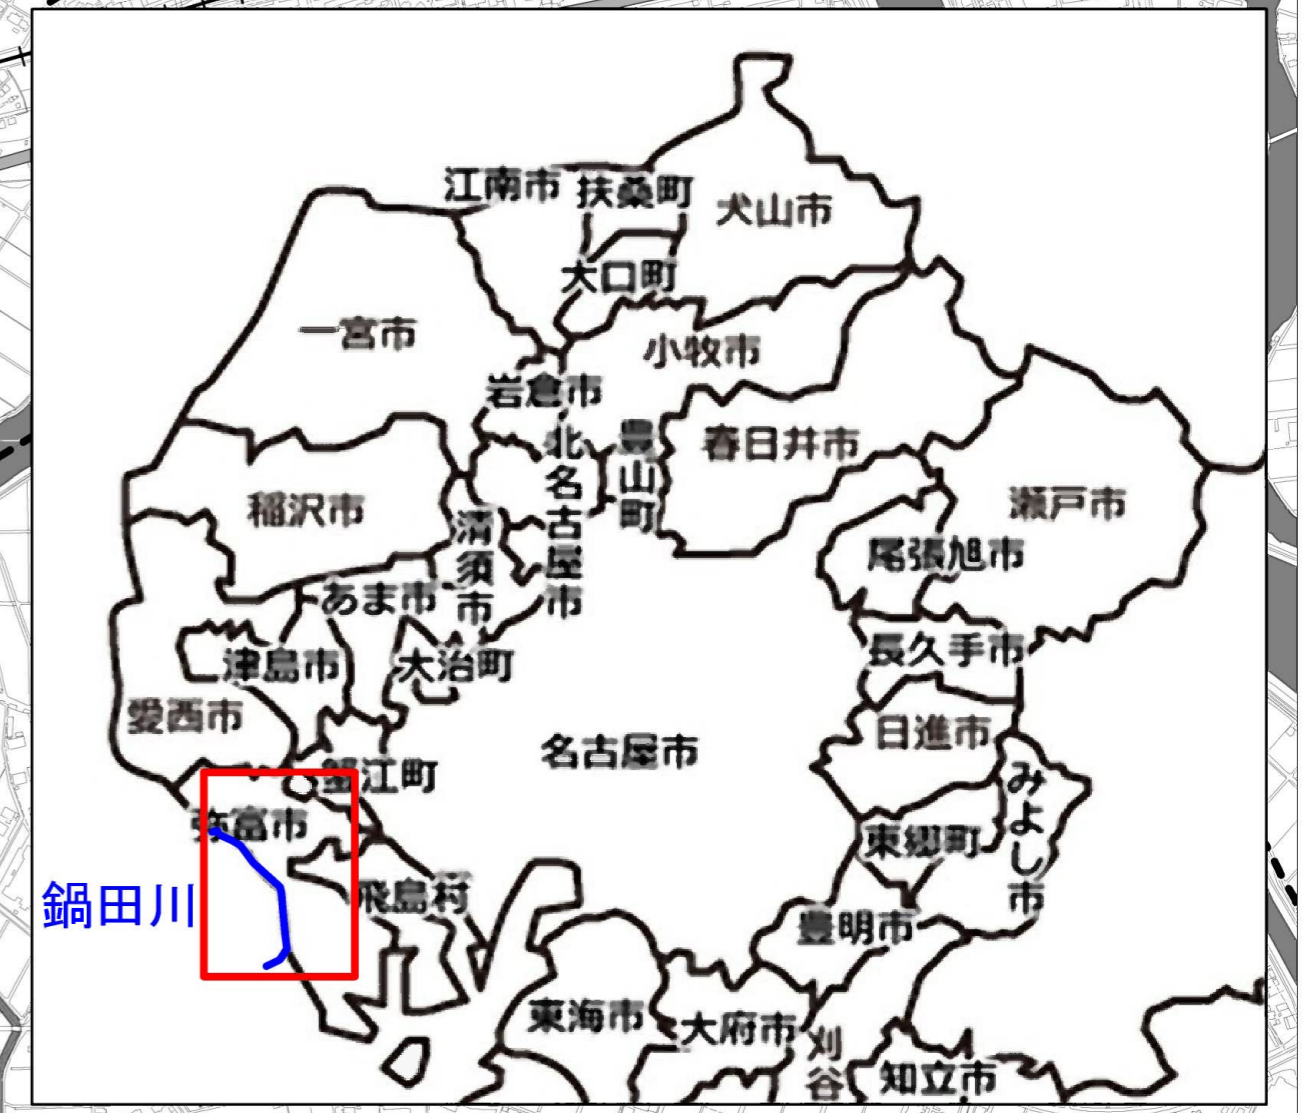 江南市
扶桑町
犬山市
大口町
一宮市
小牧市
岩倉市
北名古屋市
豊山町
春日井市
稲沢市
清須市
瀬戸市
尾張旭市
あま市
津島市
大治町
長久手市
愛西市
日進市
名古屋市
蟹江町
みよし市
弥富市
東郷町
鍋田川
飛島村
豊明市
東海市
大府市
刈谷
知立市